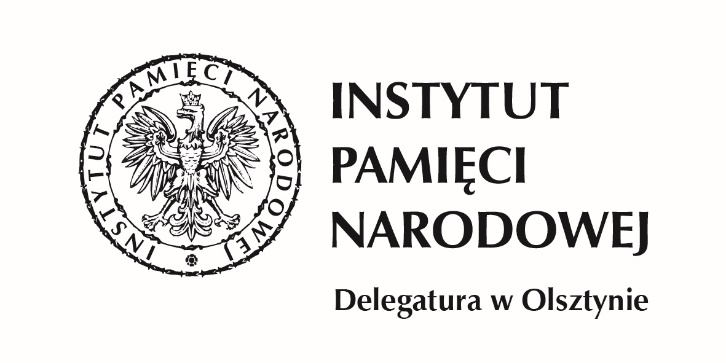 INSTYTUT PAMIĘCI NARODOWEJ
INSTYTUT
PAMIĘCI
NARODOWEJ
Delegatura w Olsztynie